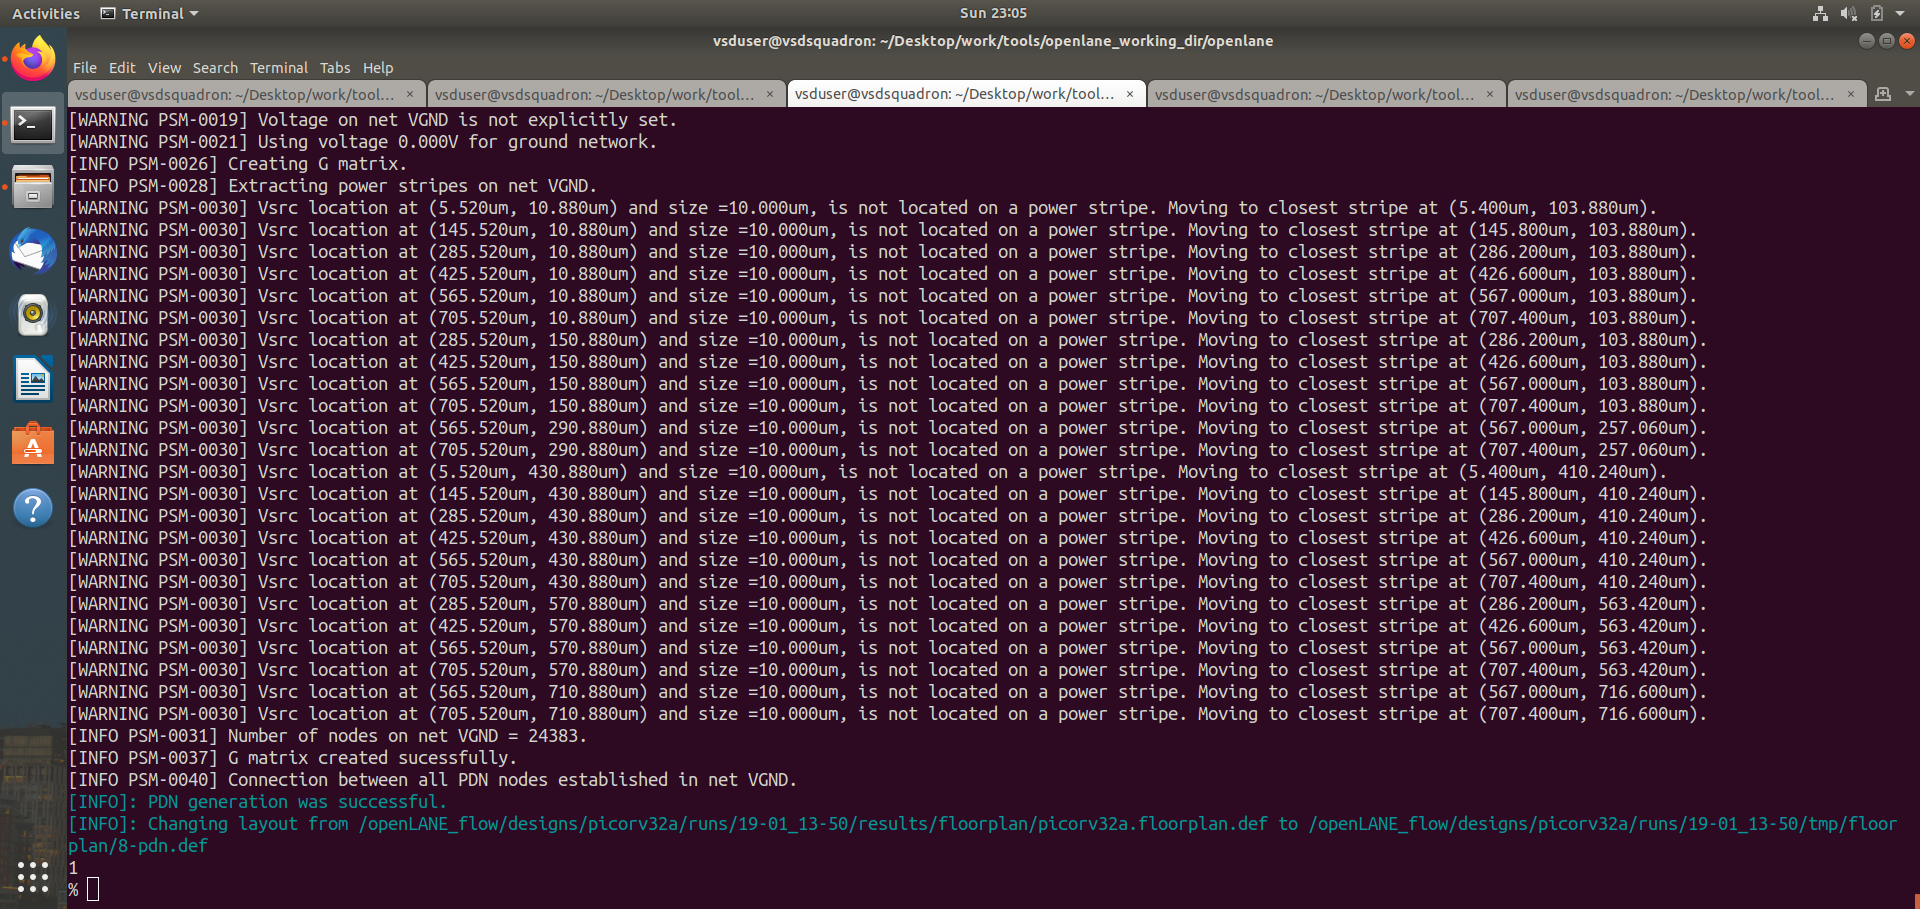 Activities
Terminal
Sun 23:05
vsduser@vsdsquadron: ~/Desktop/work/tools/openlane_working_dir/openlane
File Edit View Search Terminal Tabs Help
vsduser@vsdsquadron: ~/Desktop/work/tool... × vsduser@vsdsquadron: ~/Desktop/work/tool... × vsduser@vsdsquadron: ~/Desktop/work/tool... × vsduser@vsdsquadron: ~/Desktop/work/tool... × vsduser@vsdsquadron: ~/Desktop/work/tool... ×
[WARNING PSM-0019] Voltage on net VGND is not explicitly set.
[WARNING PSM-0021] Using voltage 0.000V for ground network.
[INFO PSM-0026] Creating G matrix.
[INFO PSM-0028] Extracting power stripes on net VGND.
[WARNING PSM-0030] Vsrc location at (5.520um, 10.880um) and size =10.000um, is not located on a power stripe. Moving to closest stripe at (5.400um, 103.880um).
[WARNING PSM-0030] Vsrc location at (145.520um, 10.880um) and size =10.000um, is not located on a power stripe. Moving to closest stripe at (145.800um, 103.880um).
[WARNING PSM-0030] Vsrc location at (285.520um, 10.880um) and size =10.000um, is not located on a power stripe. Moving to closest stripe at (286.200um, 103.880um).
[WARNING PSM-0030] Vsrc location at (425.520um, 10.880um) and size =10.000um, is not located on a power stripe. Moving to closest stripe at (426.600um, 103.880um).
[WARNING PSM-0030] Vsrc location at (565.520um, 10.880um) and size =10.000um, is not located on a power stripe. Moving to closest stripe at (567.000um, 103.880um).
[WARNING PSM-0030] Vsrc location at (705.520um, 10.880um) and size =10.000um, is not located on a power stripe. Moving to closest stripe at (707.400um, 103.880um).
[WARNING PSM-0030] Vsrc location at (285.520um, 150.880um) and size =10.000um, is not located on a power stripe. Moving to closest stripe at (286.200um, 103.880um).
[WARNING PSM-0030] Vsrc location at (425.520um, 150.880um) and size =10.000um, is not located on a power stripe. Moving to closest stripe at (426.600um, 103.880um).
[WARNING PSM-0030] Vsrc location at (565.520um, 150.880um) and size =10.000um, is not located on a power stripe. Moving to closest stripe at (567.000um, 103.880um).
[WARNING PSM-0030] Vsrc location at (705.520um, 150.880um) and size =10.000um, is not located on a power stripe. Moving to closest stripe at (707.400um, 103.880um).
[WARNING PSM-0030] Vsrc location at (565.520um, 290.880um) and size =10.000um, is not located on a power stripe. Moving to closest stripe at (567.000um, 257.060um).
[WARNING PSM-0030] Vsrc location at (705.520um, 290.880um) and size =10.000um, is not located on a power stripe. Moving to closest stripe at (707.400um, 257.060um).
[WARNING PSM-0030] Vsrc location at (5.520um, 430.880um) and size =10.000um, is not located on a power stripe. Moving to closest stripe at (5.400um, 410.240um).
[WARNING PSM-0030] Vsrc location at (145.520um, 430.880um) and size =10.000um, is not located on a power stripe. Moving to closest stripe at (145.800um, 410.240um).
[WARNING PSM-0030] Vsrc location at (285.520um, 430.880um) and size =10.000um, is not located on a power stripe. Moving to closest stripe at (286.200um, 410.240um).
[WARNING PSM-0030] Vsrc location at (425.520um, 430.880um) and size =10.000um, is not located on a power stripe. Moving to closest stripe at (426.600um, 410.240um).
[WARNING PSM-0030] Vsrc location at (565.520um, 430.880um) and size =10.000um, is not located on a power stripe. Moving to closest stripe at (567.000um, 410.240um).
[WARNING PSM-0030] Vsrc location at (705.520um, 430.880um) and size =10.000um, is not located on a power stripe. Moving to closest stripe at (707.400um, 410.240um).
[WARNING PSM-0030] Vsrc location at (285.520um, 570.880um) and size =10.000um, is not located on a power stripe. Moving to closest stripe at (286.200um, 563.420um).
[WARNING PSM-0030] Vsrc location at (425.520um, 570.880um) and size =10.000um, is not located on a power stripe. Moving to closest stripe at (426.600um, 563.420um).
[WARNING PSM-0030] Vsrc location at (565.520um, 570.880um) and size =10.000um, is not located on a power stripe. Moving to closest stripe at (567.000um, 563.420um).
[WARNING PSM-0030] Vsrc location at (705.520um, 570.880um) and size =10.000um, is not located on a power stripe. Moving to closest stripe at (707.400um, 563.420um).
[WARNING PSM-0030] Vsrc location at (565.520um, 710.880um) and size =10.000um, is not located on a power stripe. Moving to closest stripe at (567.000um, 716.600um).
[WARNING PSM-0030] Vsrc location at (705.520um, 710.880um) and size =10.000um, is not located on a power stripe. Moving to closest stripe at (707.400um, 716.600um).
[INFO PSM-0031] Number of nodes on net VGND = 24383.
[INFO PSM-0037] G matrix created sucessfully.
[INFO PSM-0040] Connection between all PDN nodes established in net VGND.
[INFO]: PDN generation was successful.
[INFO]: Changing layout from /openLANE_flow/designs/picorv32a/runs/19-01_13-50/results/floorplan/picorv32a.floorplan.def to /openLANE_flow/designs/picorv32a/runs/19-01_13-50/tmp/floor
plan/8-pdn.def
1
%